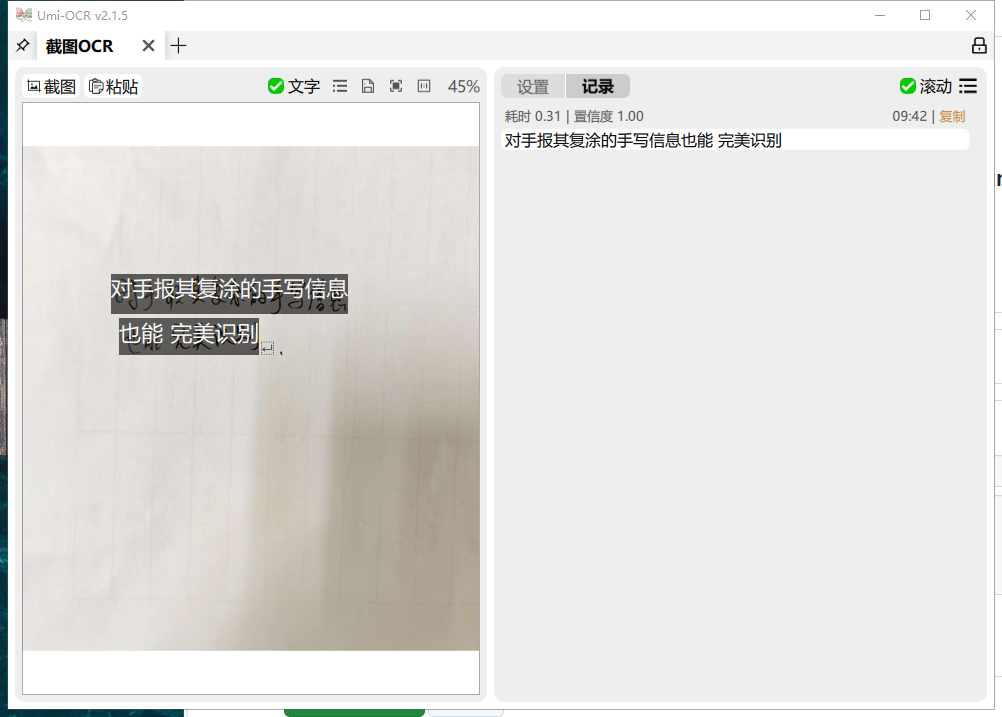 Umi-OCR v2.1.5
截图OCR
截图 粘贴 文字 45%
对手报其复涂的手写信息
也能 完美识别
设置 记录 滚动
耗时 0.31 | 置信度 1.00 09:42 | 复制
对手报其复涂的手写信息也能 完美识别